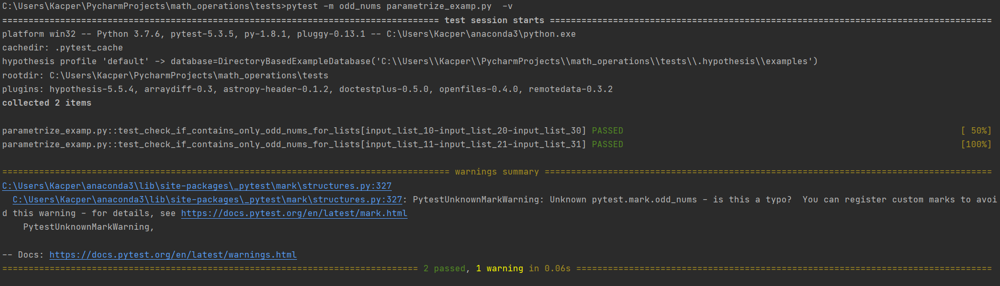 C:\Users\Kacper\PycharmProjects\math_operations\tests>pytest -m odd_nums parametrize_examp.py  -v
=================================================================================== test session starts ====================================================================================
platform win32 -- Python 3.7.6, pytest-5.3.5, py-1.8.1, pluggy-0.13.1 -- C:\Users\Kacper\anaconda3\python.exe
cachedir: .pytest_cache
hypothesis profile 'default' -> database=DirectoryBasedExampleDatabase('C:\\Users\\Kacper\\PycharmProjects\\math_operations\\tests\\.hypothesis\\examples')
rootdir: C:\Users\Kacper\PycharmProjects\math_operations\tests
plugins: hypothesis-5.5.4, arraydiff-0.3, astropy-header-0.1.2, doctestplus-0.5.0, openfiles-0.4.0, remotedata-0.3.2
collected 2 items
parametrize_examp.py::test_check_if_contains_only_odd_nums_for_lists[input_list_10-input_list_20-input_list_30] PASSED [ 50%]
parametrize_examp.py::test_check_if_contains_only_odd_nums_for_lists[input_list_11-input_list_21-input_list_31] PASSED [100%]
===================================================================================== warnings summary =====================================================================================
C:\Users\Kacper\anaconda3\lib\site-packages\_pytest\mark\structures.py:327
  C:\Users\Kacper\anaconda3\lib\site-packages\_pytest\mark\structures.py:327: PytestUnknownMarkWarning: Unknown pytest.mark.odd_nums - is this a typo?  You can register custom marks to avoi
d this warning - for details, see https://docs.pytest.org/en/latest/mark.html
    PytestUnknownMarkWarning,
-- Docs: https://docs.pytest.org/en/latest/warnings.html
=============================================================================== 2 passed, 1 warning in 0.06s ===============================================================================